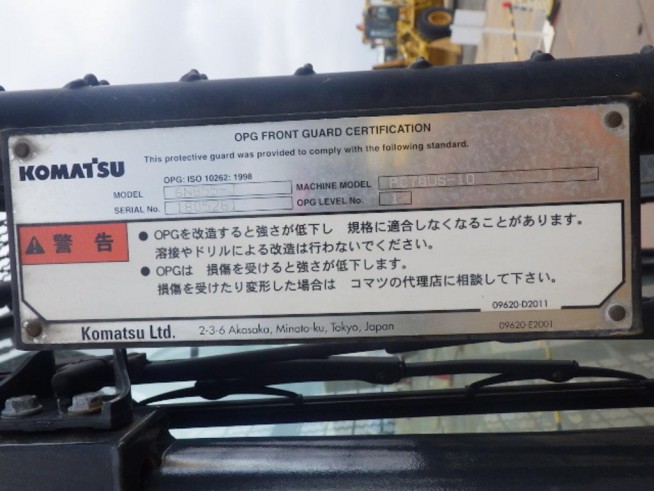 OPG FRONT GUARD CERTIFICATION
KOMATSU
This protective guard was provided to comply with the following standard.
OPG: ISO 10262: 1998
MODEL MACHINE MODEL PC78US-10
SERIAL No. OPG LEVEL No.
警告
● OPGを改造すると強さが低下し 規格に適合しなくなることがあります。
溶接やドリルによる改造は行わないでください。
● OPGは 損傷を受けると強さが低下します。
損傷を受けたり変形した場合は コマツの代理店に相談して下さい。
09620-D2011
Komatsu Ltd. 2-3-6 Akasaka, Minato-ku, Tokyo, Japan 09620-E2001